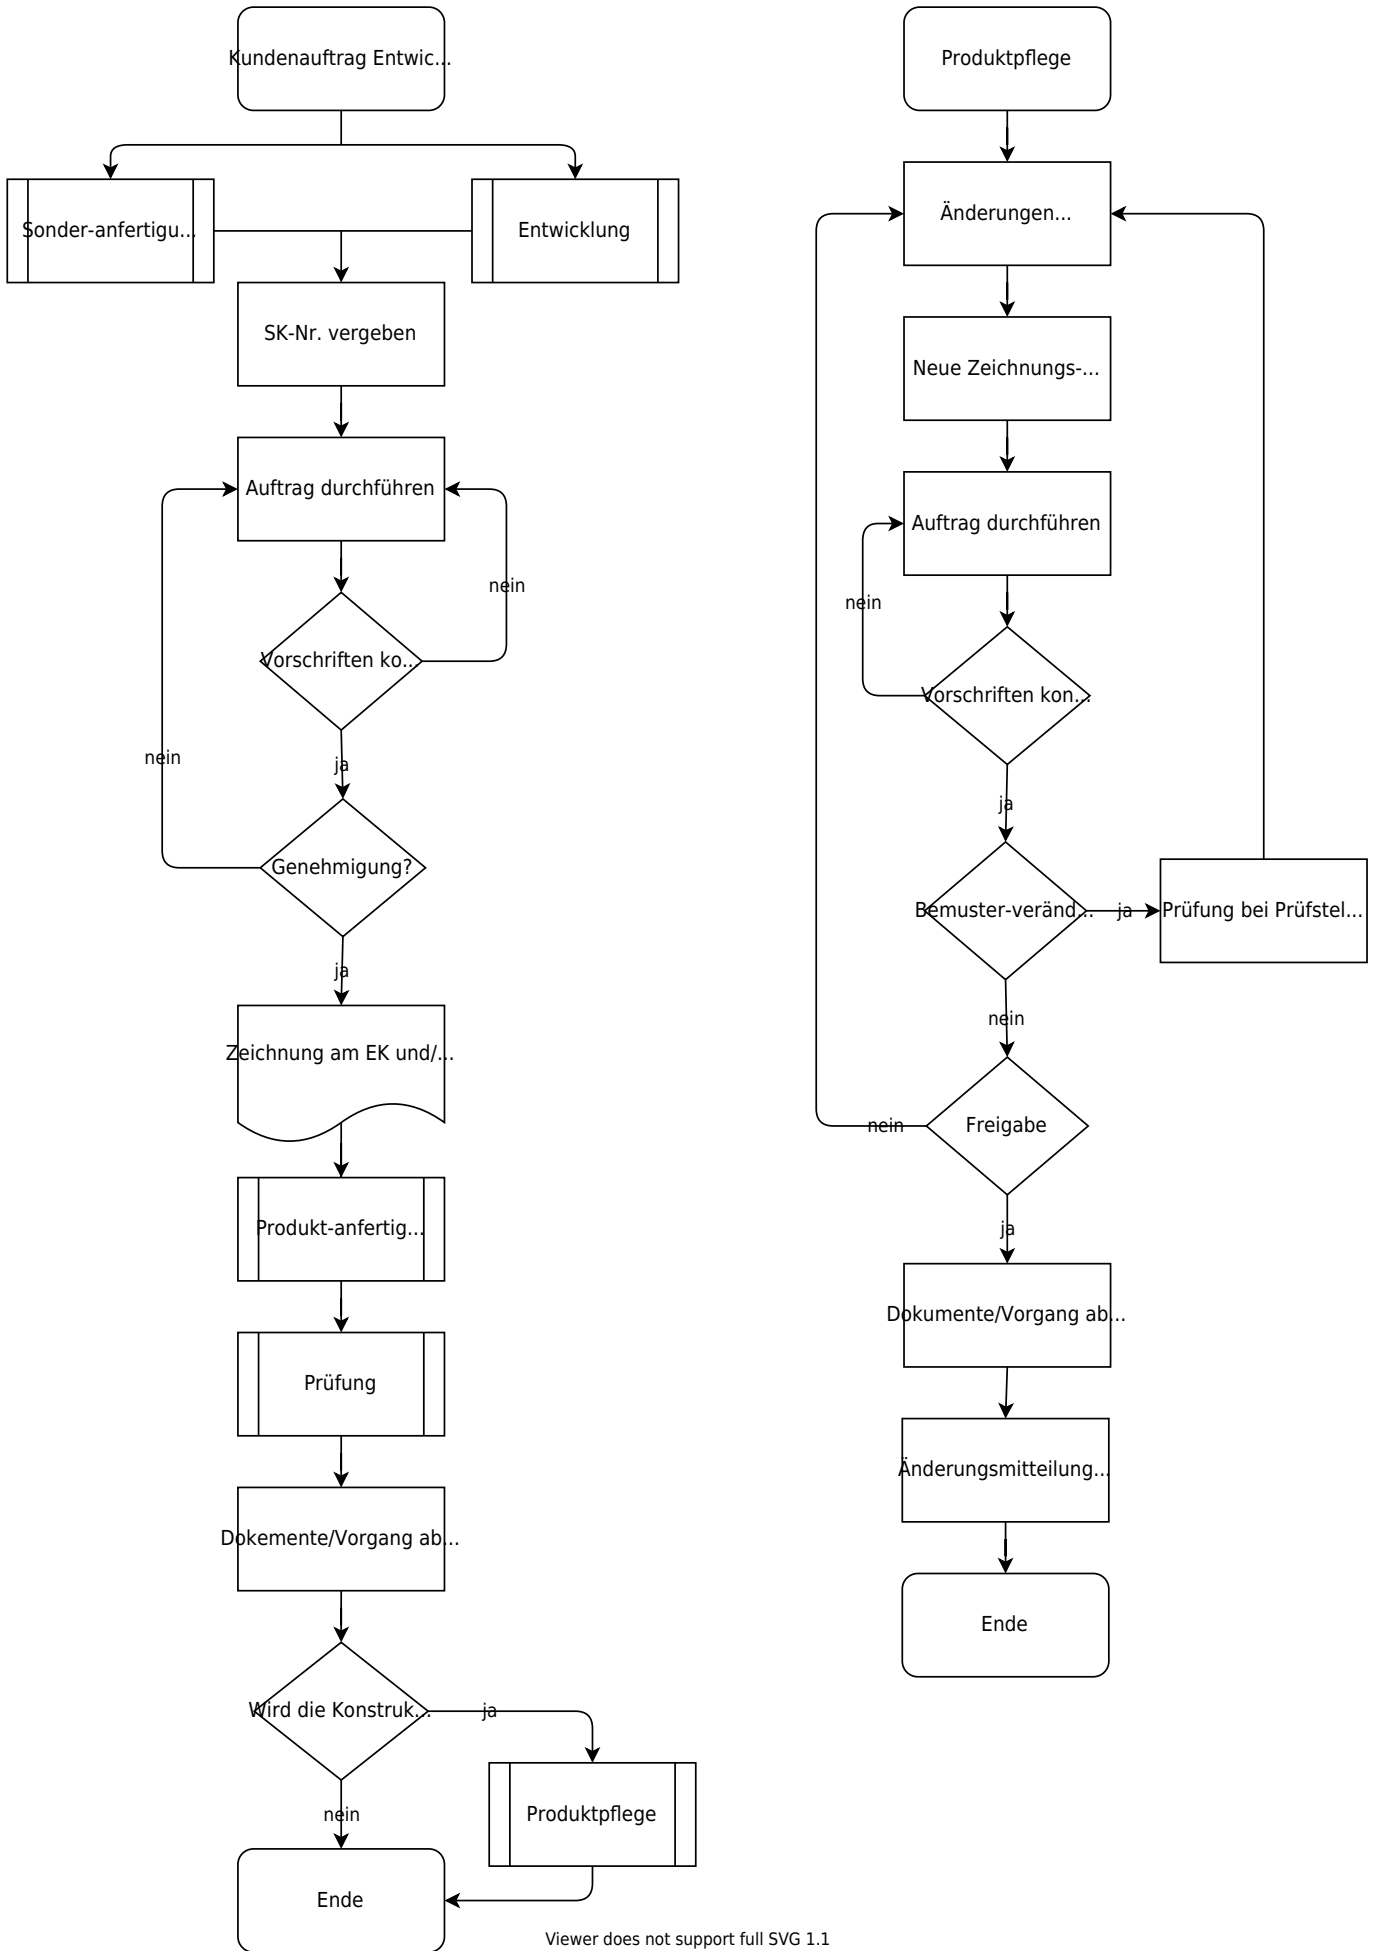 Kundenauftrag Entwic...
Sonder-anfertigu...
Entwicklung
SK-Nr. vergeben
Auftrag durchführen
nein
Vorschriften ko...
nein
ja
Genehmigung?
ja
Zeichnung am EK und/...
Produkt-anfertig...
Prüfung
Dokemente/Vorgang ab...
Wird die Konstruk...
ja
Produktpflege
nein
Ende
Produktpflege
Änderungen...
Neue Zeichnungs-...
Auftrag durchführen
nein
Vorschriften kon...
ja
Bemuster-veränd...
ja
Prüfung bei Prüfstel...
nein
Freigabe
nein
ja
Dokumente/Vorgang ab...
Änderungsmitteilung...
Ende
Viewer does not support full SVG 1.1